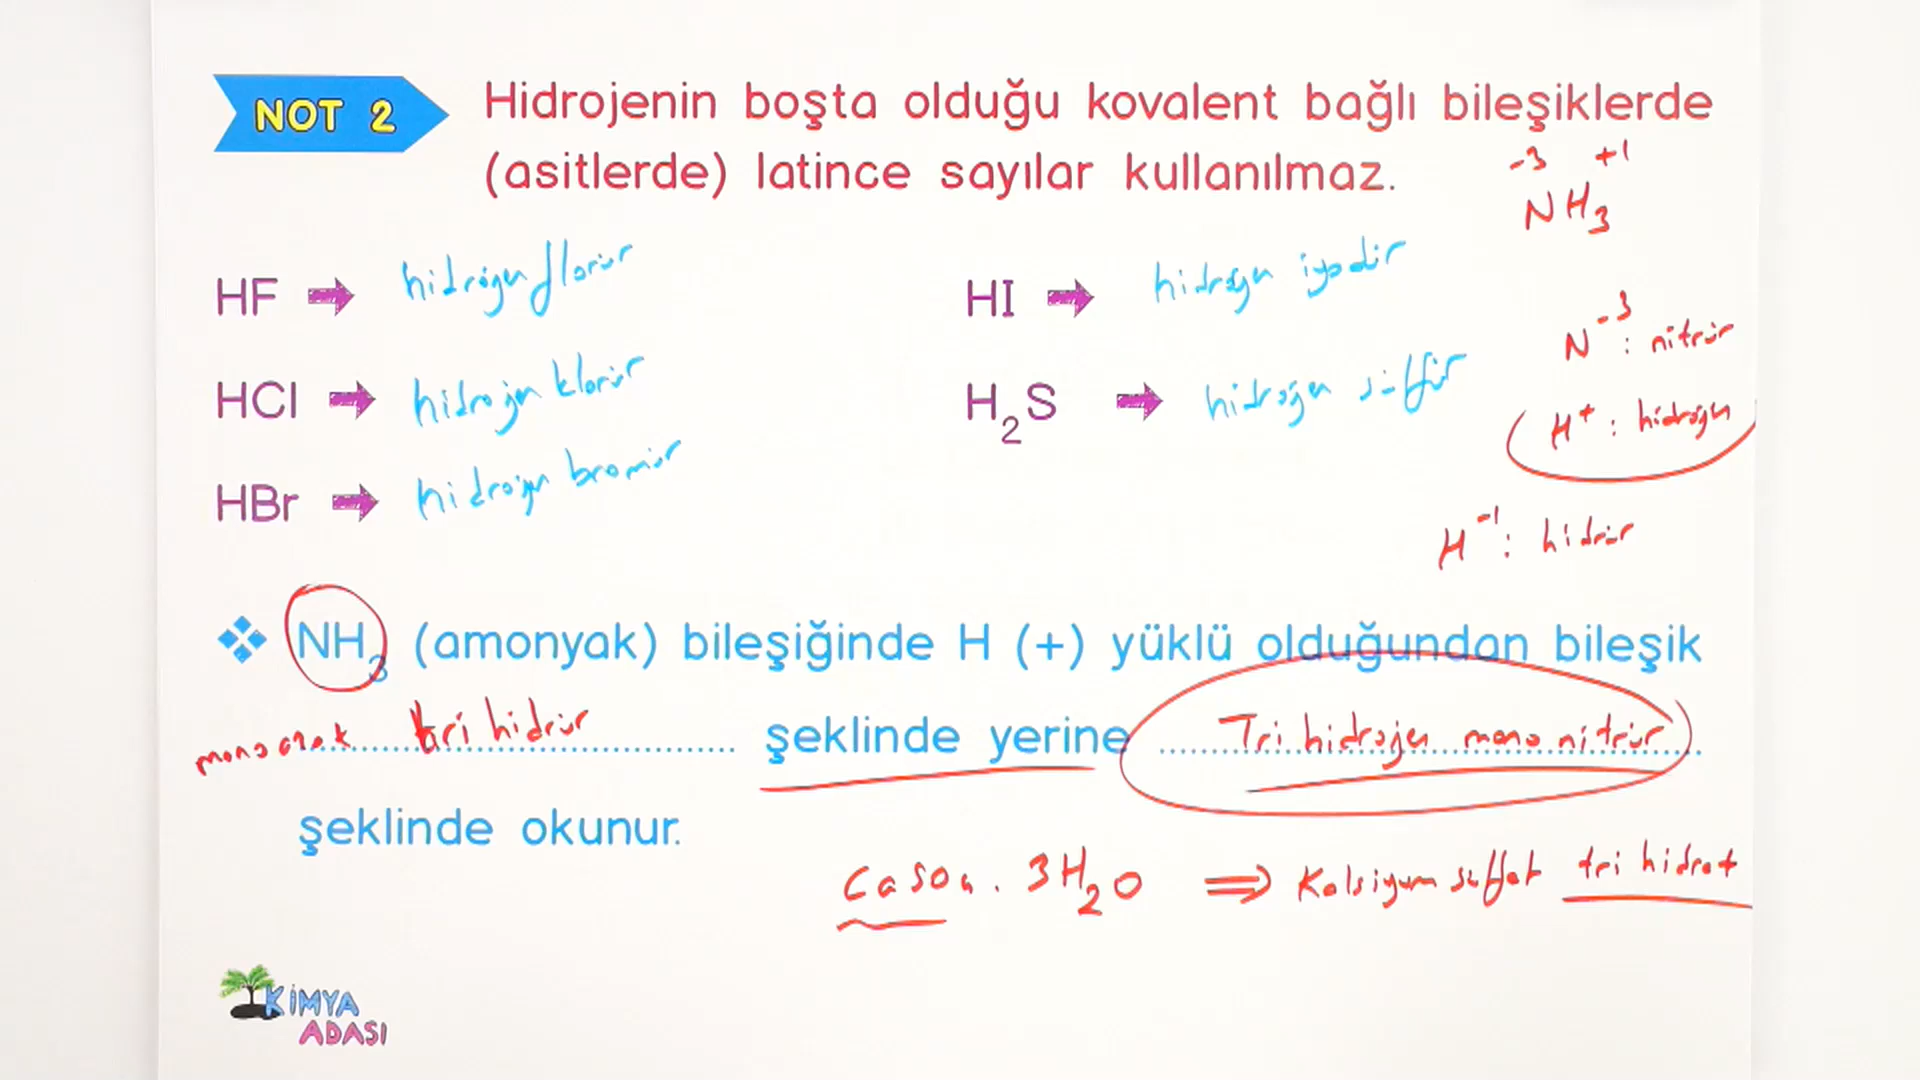 NOT 2
Hidrojenin boşta olduğu kovalent bağlı bileşiklerde
(asitlerde) latince sayılar kullanılmaz.
-3 +1
NH3
HF → hidrojen florür
HI → hidrojen iyodür
N-3 : nitrür
HCl → hidrojen klorür
H2S → hidrojen sülfür
H+ : hidrojen
HBr → hidrojen bromür
H-1 : hidrür
NH3 (amonyak) bileşiğinde H (+) yüklü olduğundan bileşik
mono azot tri hidrür şeklinde yerine Tri hidrojen mono nitrür
şeklinde okunur.
CaSO4 . 3H2O ⇒ Kalsiyum sülfat tri hidrat
KİMYA
ADASI